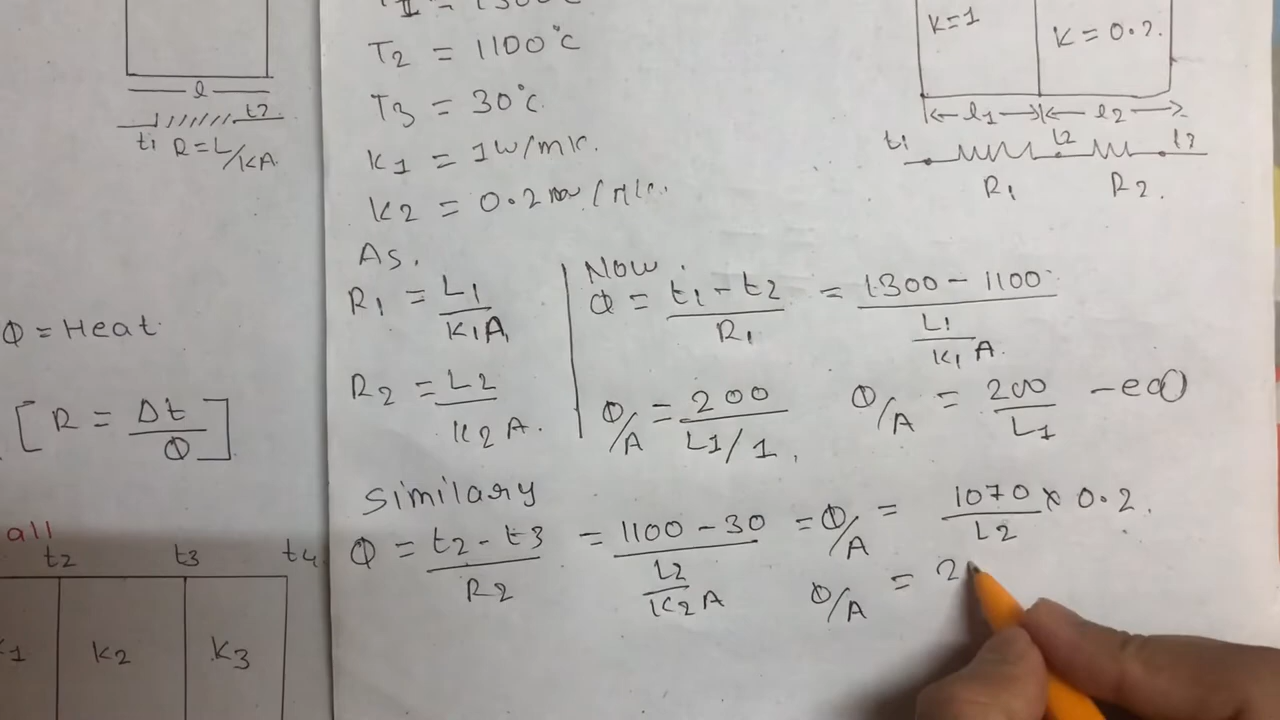 l
t1 t2
R=L/KA
Φ = Heat
[R = Δt/Φ]
all
t2 t3 t4
K2 K3
T2 = 1100°C
T3 = 30°C
K1 = 1W/mK.
K2 = 0.2
K=1 K=0.2
l1 l2
t1 t2
R1 R2.
As.
R1 = L1/K1A
R2 = L2/K2A.
Now
Φ = t1 - t2/R1 = 1300 - 1100/L1/K1A.
Φ/A = 200/L1/1. Φ/A = 200/L1
Similary
Φ = t2 - t3/R2 = 1100 - 30/L2/K2A = Φ/A = 1070/L2 x 0.2.
Φ/A = 2